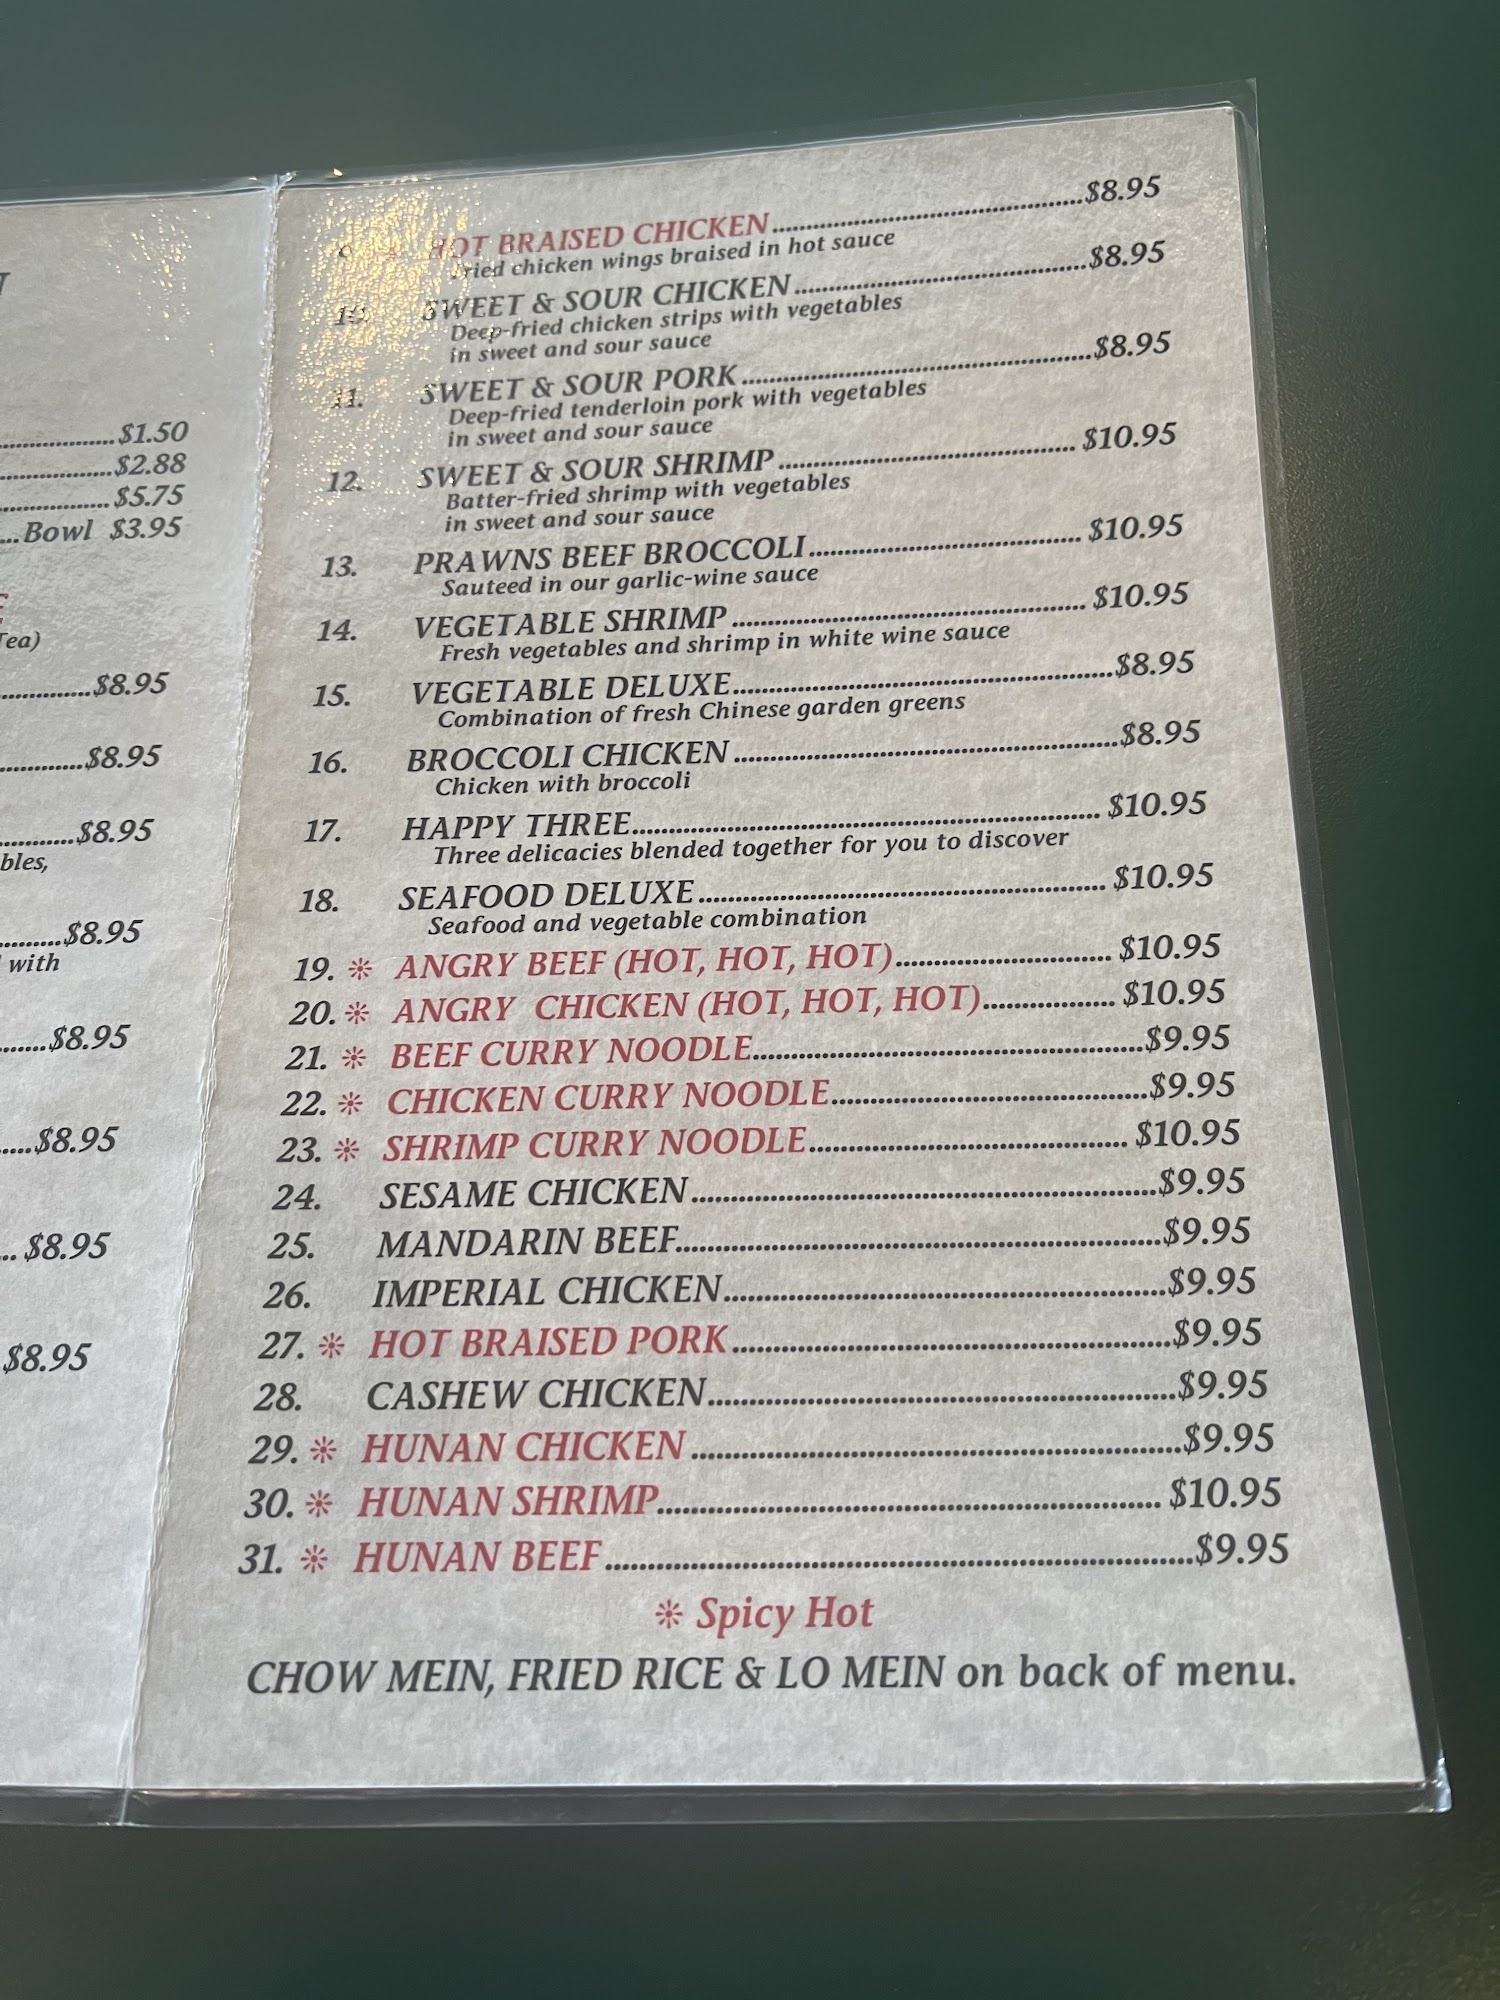 $1.50
$2.88
$5.75
...Bowl $3.95
Tea)
$8.95
$8.95
$8.95
bles,
$8.95
with
$8.95
$8.95
$8.95
$8.95
HOT BRAISED CHICKEN $8.95
Fried chicken wings braised in hot sauce
10. SWEET & SOUR CHICKEN $8.95
Deep-fried chicken strips with vegetables
in sweet and sour sauce
11. SWEET & SOUR PORK $8.95
Deep-fried tenderloin pork with vegetables
in sweet and sour sauce
12. SWEET & SOUR SHRIMP $10.95
Batter-fried shrimp with vegetables
in sweet and sour sauce
13. PRAWNS BEEF BROCCOLI $10.95
Sauteed in our garlic-wine sauce
14. VEGETABLE SHRIMP $10.95
Fresh vegetables and shrimp in white wine sauce
15. VEGETABLE DELUXE $8.95
Combination of fresh Chinese garden greens
16. BROCCOLI CHICKEN $8.95
Chicken with broccoli
17. HAPPY THREE $10.95
Three delicacies blended together for you to discover
18. SEAFOOD DELUXE $10.95
Seafood and vegetable combination
19. ANGRY BEEF (HOT, HOT, HOT) $10.95
20. ANGRY CHICKEN (HOT, HOT, HOT) $10.95
21. BEEF CURRY NOODLE $9.95
22. CHICKEN CURRY NOODLE $9.95
23. SHRIMP CURRY NOODLE $10.95
24. SESAME CHICKEN $9.95
25. MANDARIN BEEF $9.95
26. IMPERIAL CHICKEN $9.95
27. HOT BRAISED PORK $9.95
28. CASHEW CHICKEN $9.95
29. HUNAN CHICKEN $9.95
30. HUNAN SHRIMP $10.95
31. HUNAN BEEF $9.95
Spicy Hot
CHOW MEIN, FRIED RICE & LO MEIN on back of menu.